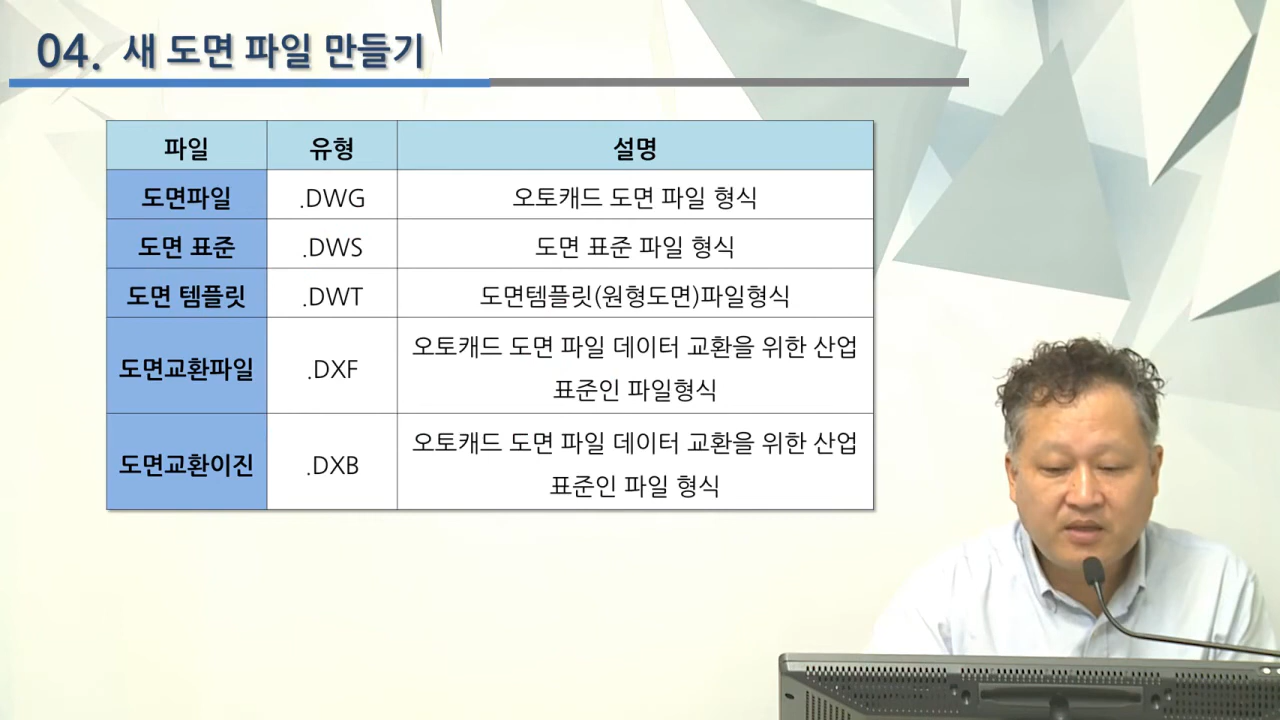 04. 새 도면 파일 만들기
파일 유형 설명
도면파일 .DWG 오토캐드 도면 파일 형식
도면 표준 .DWS 도면 표준 파일 형식
도면 템플릿 .DWT 도면템플릿(원형도면)파일형식
도면교환파일 .DXF 오토캐드 도면 파일 데이터 교환을 위한 산업
표준인 파일형식
도면교환이진 .DXB 오토캐드 도면 파일 데이터 교환을 위한 산업
표준인 파일 형식